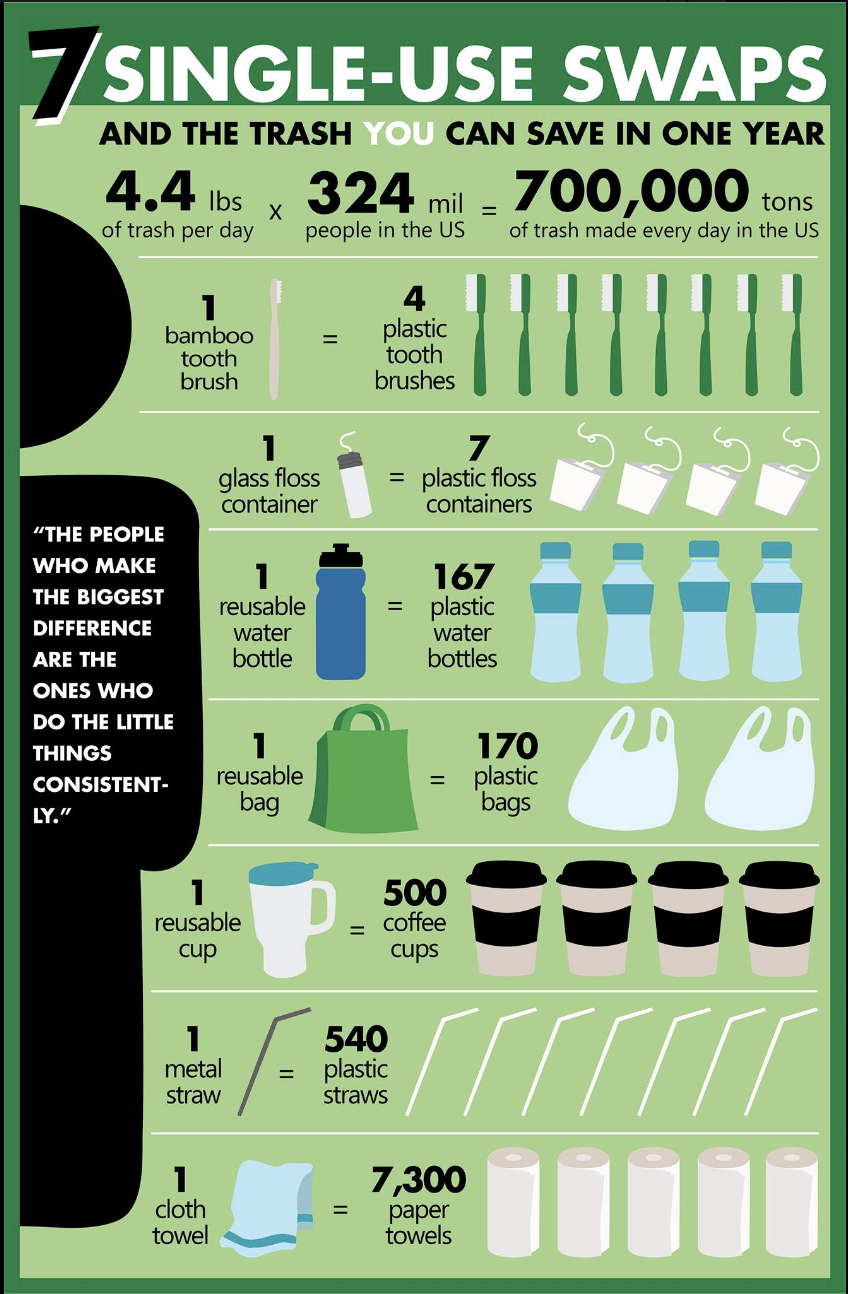 7 SINGLE-USE SWAPS
AND THE TRASH YOU CAN SAVE IN ONE YEAR
4.4 lbs x 324 mil = 700,000 tons
of trash per day people in the US of trash made every day in the US
1
bamboo
tooth
brush
=
4
plastic
tooth
brushes
1
glass floss
container
=
7
plastic floss
containers
"THE PEOPLE
WHO MAKE
THE BIGGEST
DIFFERENCE
ARE THE
ONES WHO
DO THE LITTLE
THINGS
CONSISTENT-
LY."
1
reusable
water
bottle
=
167
plastic
water
bottles
1
reusable
bag
=
170
plastic
bags
1
reusable
cup
=
500
coffee
cups
1
metal
straw
=
540
plastic
straws
1
cloth
towel
=
7,300
paper
towels